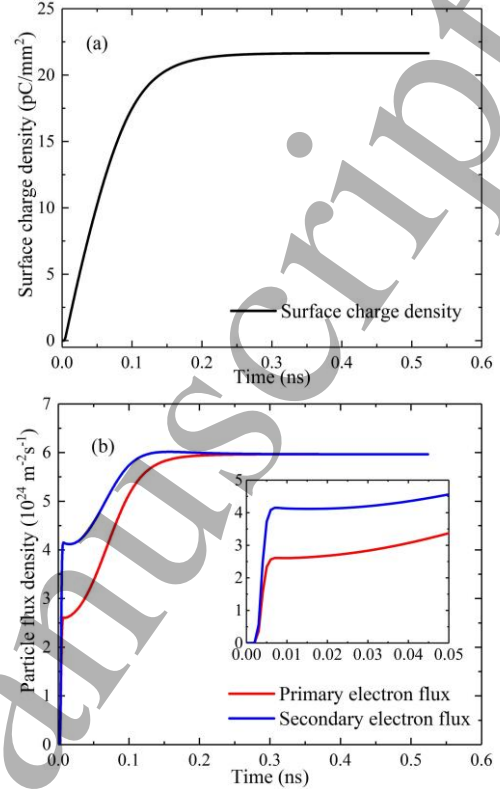 25
(a)
20
15
10
5
0
Surface charge density (pC/mm²)
Surface charge density
0.0 0.1 0.2 0.3 0.4 0.5 0.6
Time (ns)
7
(b)
6
5
4
3
2
1
0
Particle flux density (10²⁴ m⁻²s⁻¹)
5
4
3
2
1
0
0.00 0.01 0.02 0.03 0.04 0.05
Primary electron flux
Secondary electron flux
0.0 0.1 0.2 0.3 0.4 0.5 0.6
Time (ns)